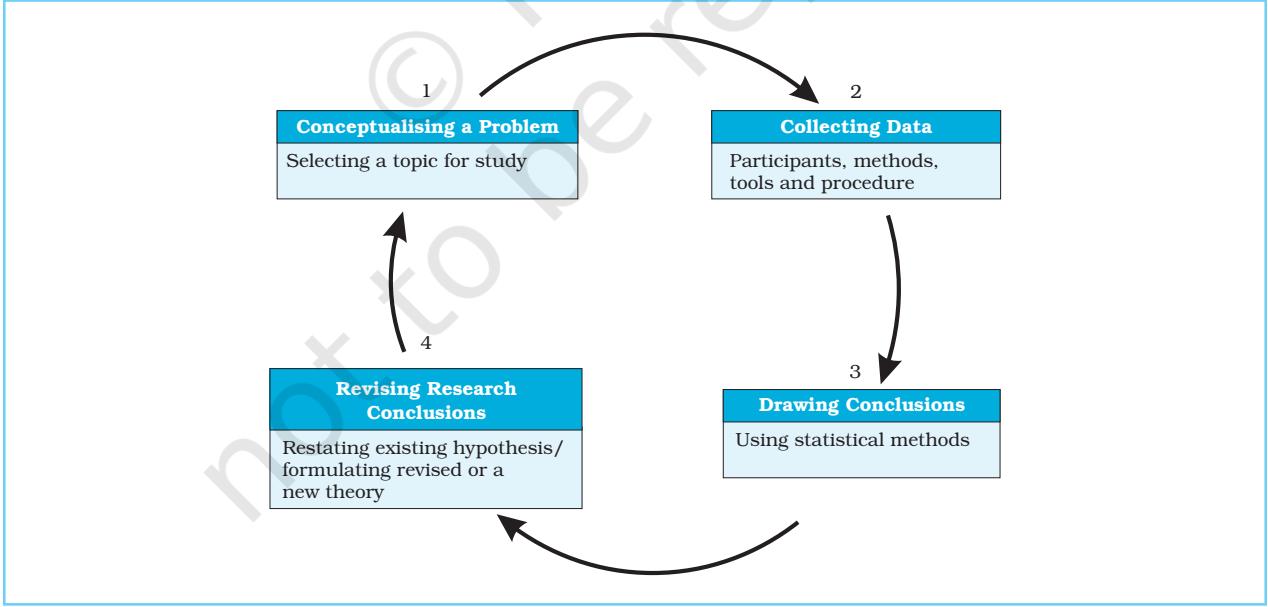 1
Conceptualising a Problem
Selecting a topic for study
2
Collecting Data
Participants, methods,
tools and procedure
3
Drawing Conclusions
Using statistical methods
4
Revising Research
Conclusions
Restating existing hypothesis/
formulating revised or a
new theory
©
not to be re